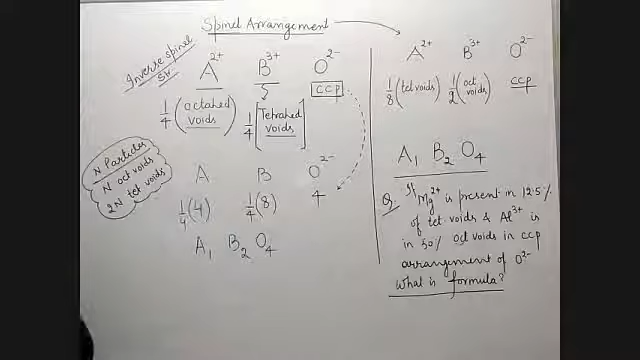 Spinel Arrangement
Inverse spinel
str
A²⁺ B³⁺ O²⁻
CCP
1/4 (octahed voids) 1/4 [Tetrahed voids]
N Particles
N oct voids
2N tet voids
A B O²⁻
1/4 (4) 1/4 (8) 4
A₁ B₂ O₄
A²⁺ B³⁺ O²⁻
1/8 (tet voids) 1/2 (oct voids) CCP
A₁ B₂ O₄
Q. If Mg²⁺ is present in 12.5%
of tet voids & Al³⁺ is
in 50% oct voids in ccp
arrangement of O²⁻
what is formula?